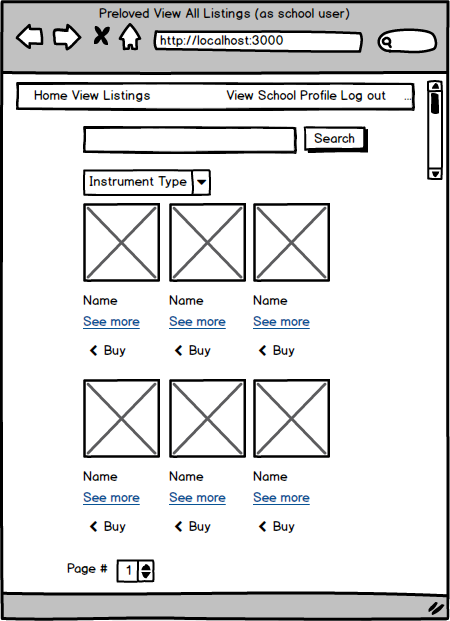 Preloved View All Listings (as school user)
http://localhost:3000
Home View Listings View School Profile Log out ...
Search
Instrument Type
Name Name Name
See more See more See more
Buy Buy Buy
Name Name Name
See more See more See more
Buy Buy Buy
Page # 1